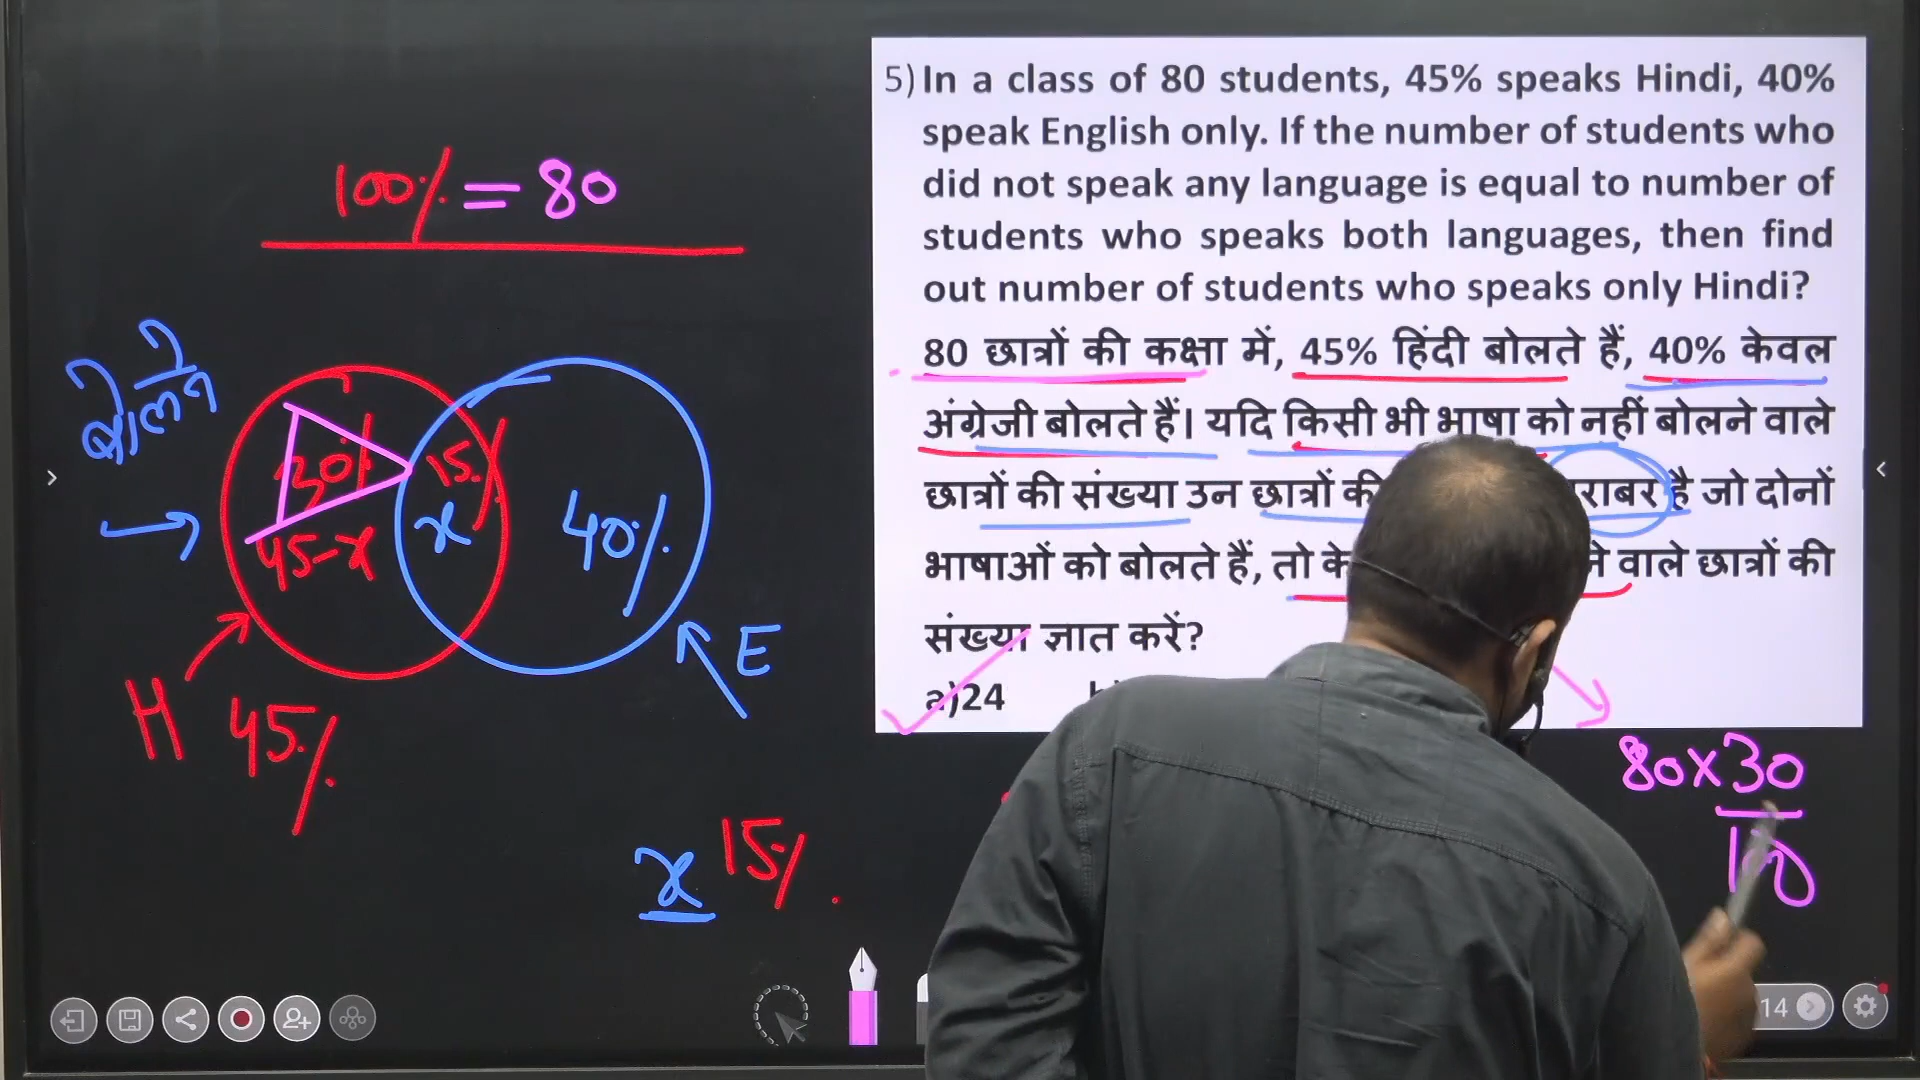 5) In a class of 80 students, 45% speaks Hindi, 40%
speak English only. If the number of students who
did not speak any language is equal to number of
students who speaks both languages, then find
out number of students who speaks only Hindi?
80 छात्रों की कक्षा में, 45% हिंदी बोलते हैं, 40% केवल
अंग्रेजी बोलते हैं। यदि किसी भी भाषा को नहीं बोलने वाले
छात्रों की संख्या उन छात्रों की राबर है जो दोनों
भाषाओं को बोलते हैं, तो के वाले छात्रों की
संख्या ज्ञात करें?
a)24
100% = 80
30% 15%
45-x x 40%
H 45%
E
x 15%
80x30
100
14